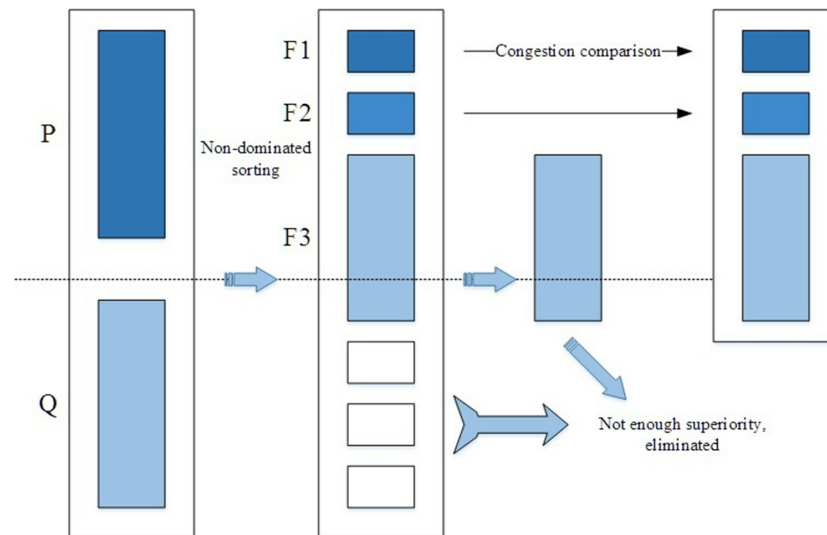 F1
Congestion comparison
F2
P
Non-dominated
sorting
F3
Q
Not enough superiority,
eliminated